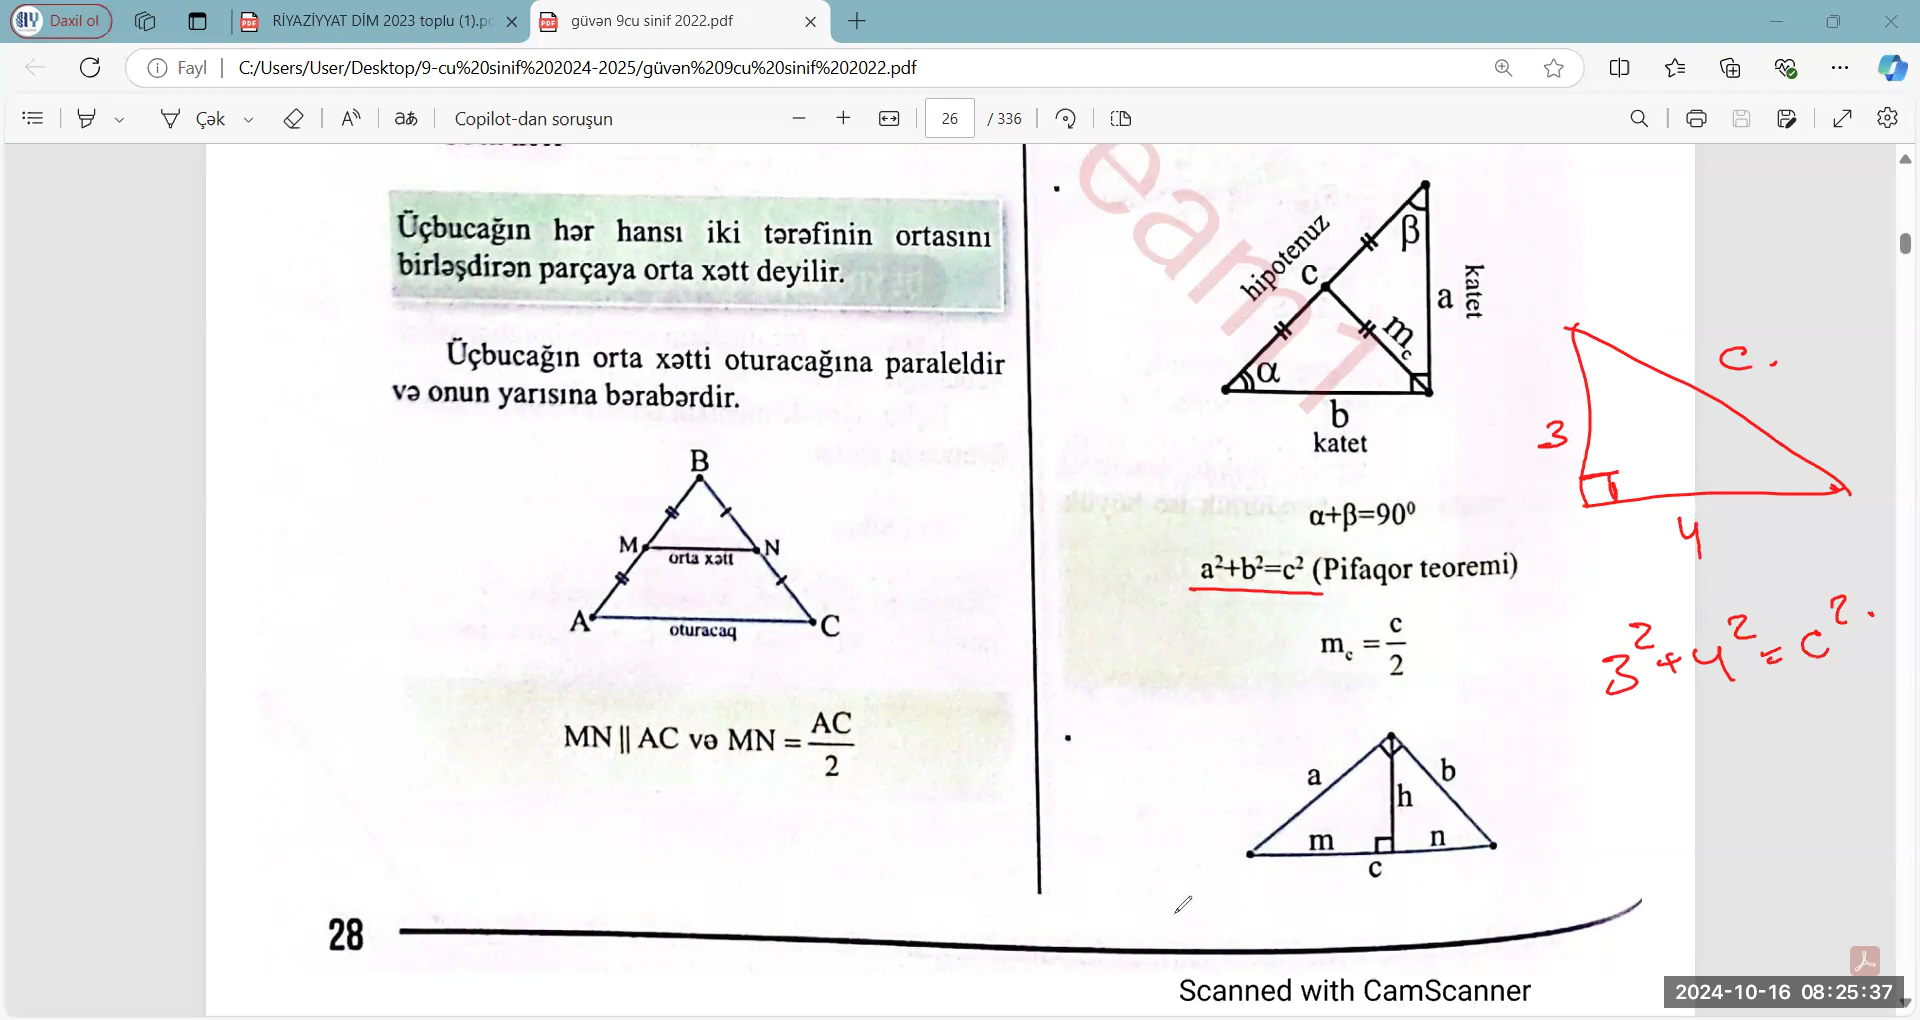 Daxil ol
RİYAZİYYAT DİM 2023 toplu (1).p
güvən 9cu sinif 2022.pdf
Fayl
C:/Users/User/Desktop/9-cu%20sinif%202024-2025/güvən%209cu%20sinif%202022.pdf
Çək
aあ
Copilot-dan soruşun
26 / 336
Üçbucağın hər hansı iki tərəfinin ortasını
birləşdirən parçaya orta xətt deyilir.
Üçbucağın orta xətti oturacağına paraleldir
və onun yarısına bərabərdir.
B
M
N
orta xətt
A
C
oturacaq
MN || AC və MN = AC/2
28
eam1
hipotenuz
c
β
a
katet
m_c
α
b
katet
α+β=90⁰
a²+b²=c² (Pifaqor teoremi)
m_c = c/2
a
b
h
m
n
c
c.
3
4
3²+4²=c².
Scanned with CamScanner
2024-10-16 08:25:37